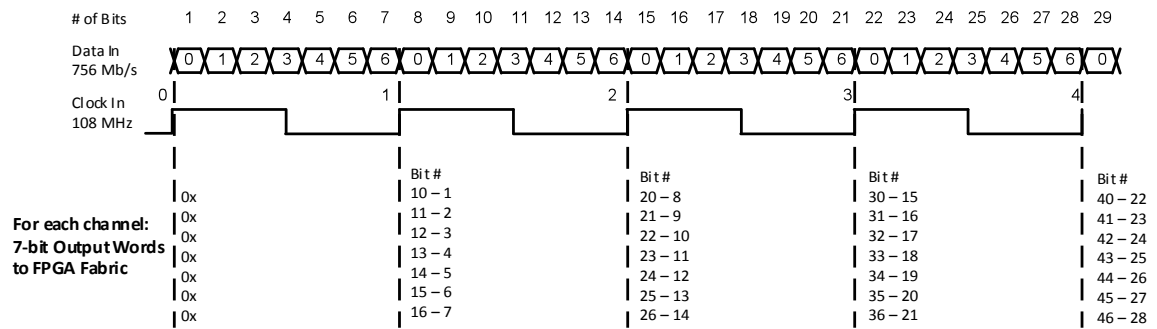 # of Bits 1 2 3 4 5 6 7 8 9 10 11 12 13 14 15 16 17 18 19 20 21 22 23 24 25 26 27 28 29
Data In
756 Mb/s
0 1 2 3 4 5 6 0 1 2 3 4 5 6 0 1 2 3 4 5 6 0 1 2 3 4 5 6 0
0 1 2 3 4
Clock In
108 MHz
For each channel:
7-bit Output Words
to FPGA Fabric
0x
0x
0x
0x
0x
0x
0x
Bit #
10 – 1
11 – 2
12 – 3
13 – 4
14 – 5
15 – 6
16 – 7
Bit #
20 – 8
21 – 9
22 – 10
23 – 11
24 – 12
25 – 13
26 – 14
Bit #
30 – 15
31 – 16
32 – 17
33 – 18
34 – 19
35 – 20
36 – 21
Bit #
40 – 22
41 – 23
42 – 24
43 – 25
44 – 26
45 – 27
46 – 28